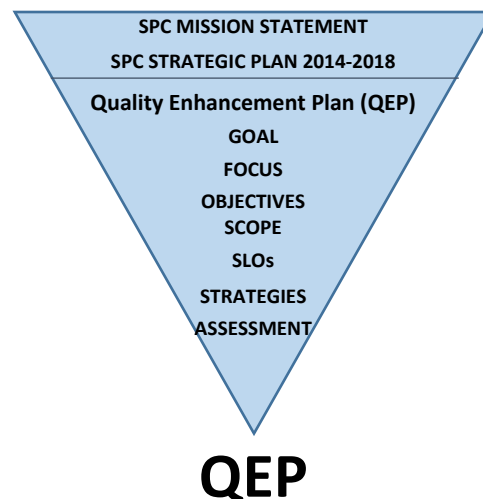 SPC MISSION STATEMENT
SPC STRATEGIC PLAN 2014-2018
Quality Enhancement Plan (QEP)
GOAL
FOCUS
OBJECTIVES
SCOPE
SLOs
STRATEGIES
ASSESSMENT
QEP